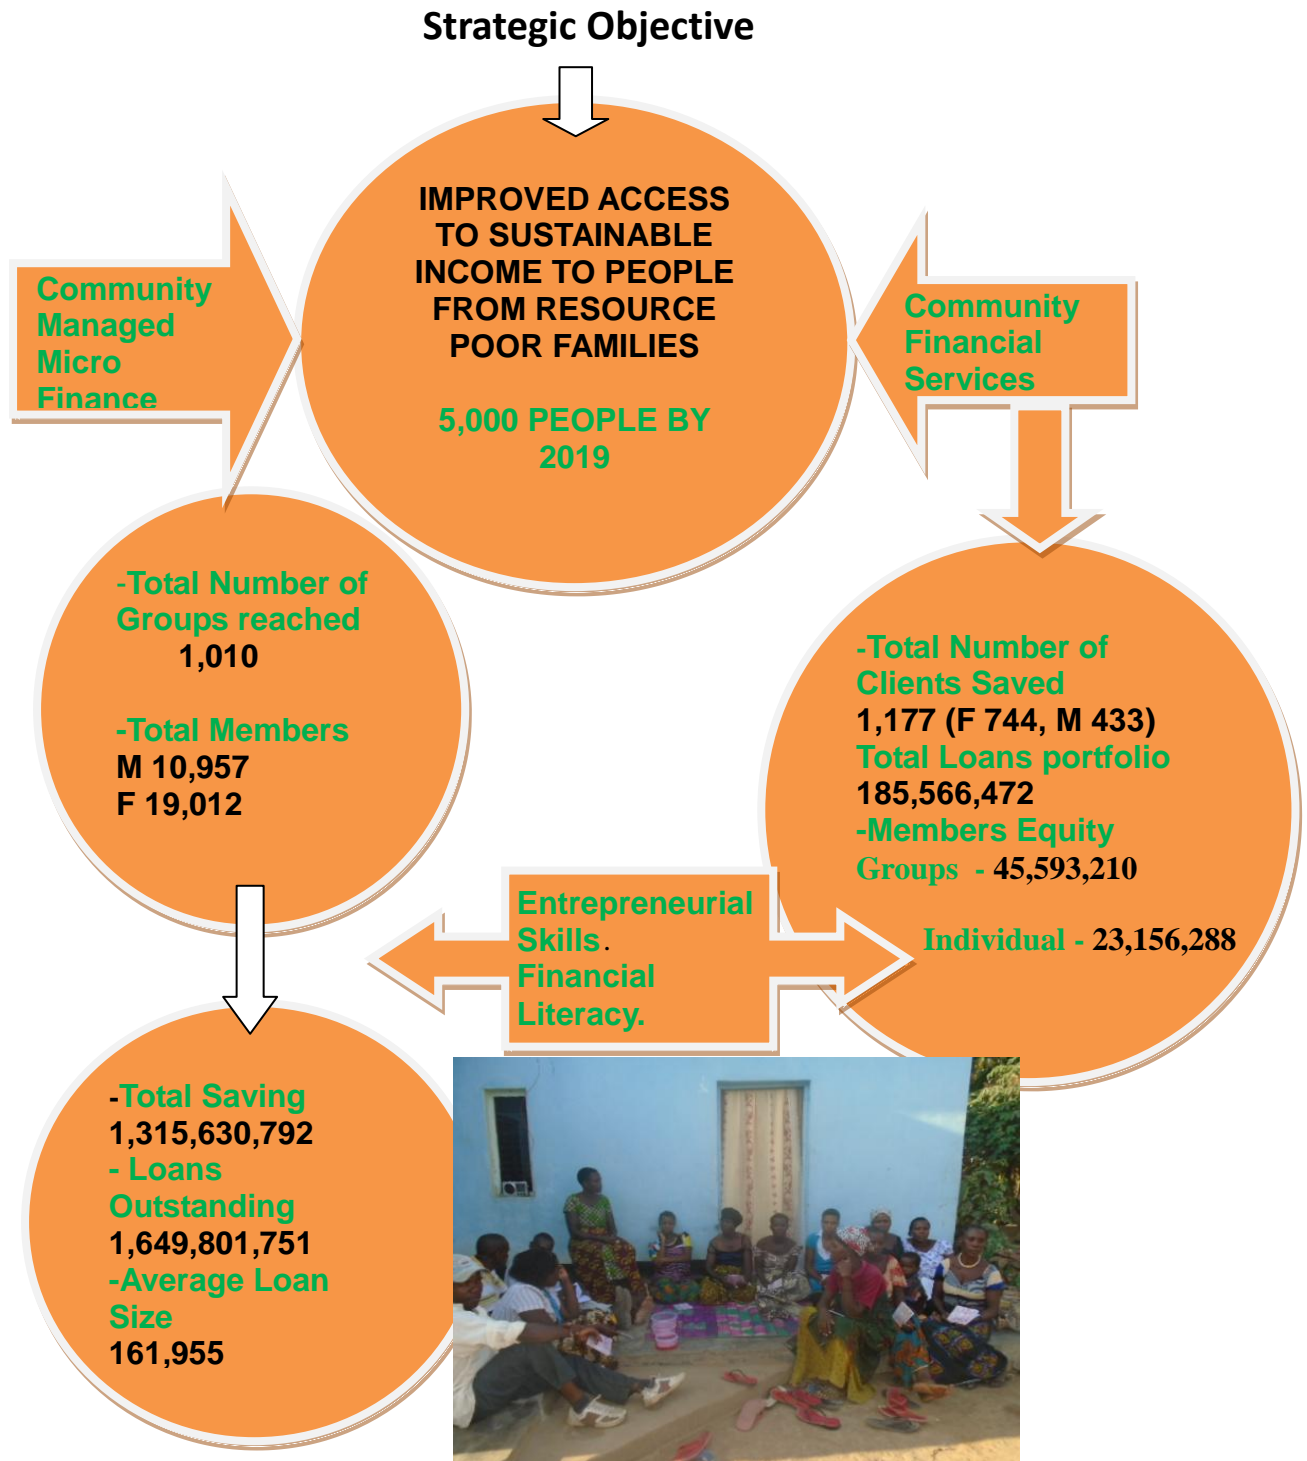 Strategic Objective
IMPROVED ACCESS
TO SUSTAINABLE
INCOME TO PEOPLE
FROM RESOURCE
POOR FAMILIES
5,000 PEOPLE BY
2019
Community
Managed
Micro
Finance
Community
Financial
Services
-Total Number of
Groups reached
1,010
-Total Members
M 10,957
F 19,012
-Total Number of
Clients Saved
1,177 (F 744, M 433)
Total Loans portfolio
185,566,472
-Members Equity
Groups - 45,593,210
Individual - 23,156,288
Entrepreneurial
Skills.
Financial
Literacy.
-Total Saving
1,315,630,792
- Loans
Outstanding
1,649,801,751
-Average Loan
Size
161,955